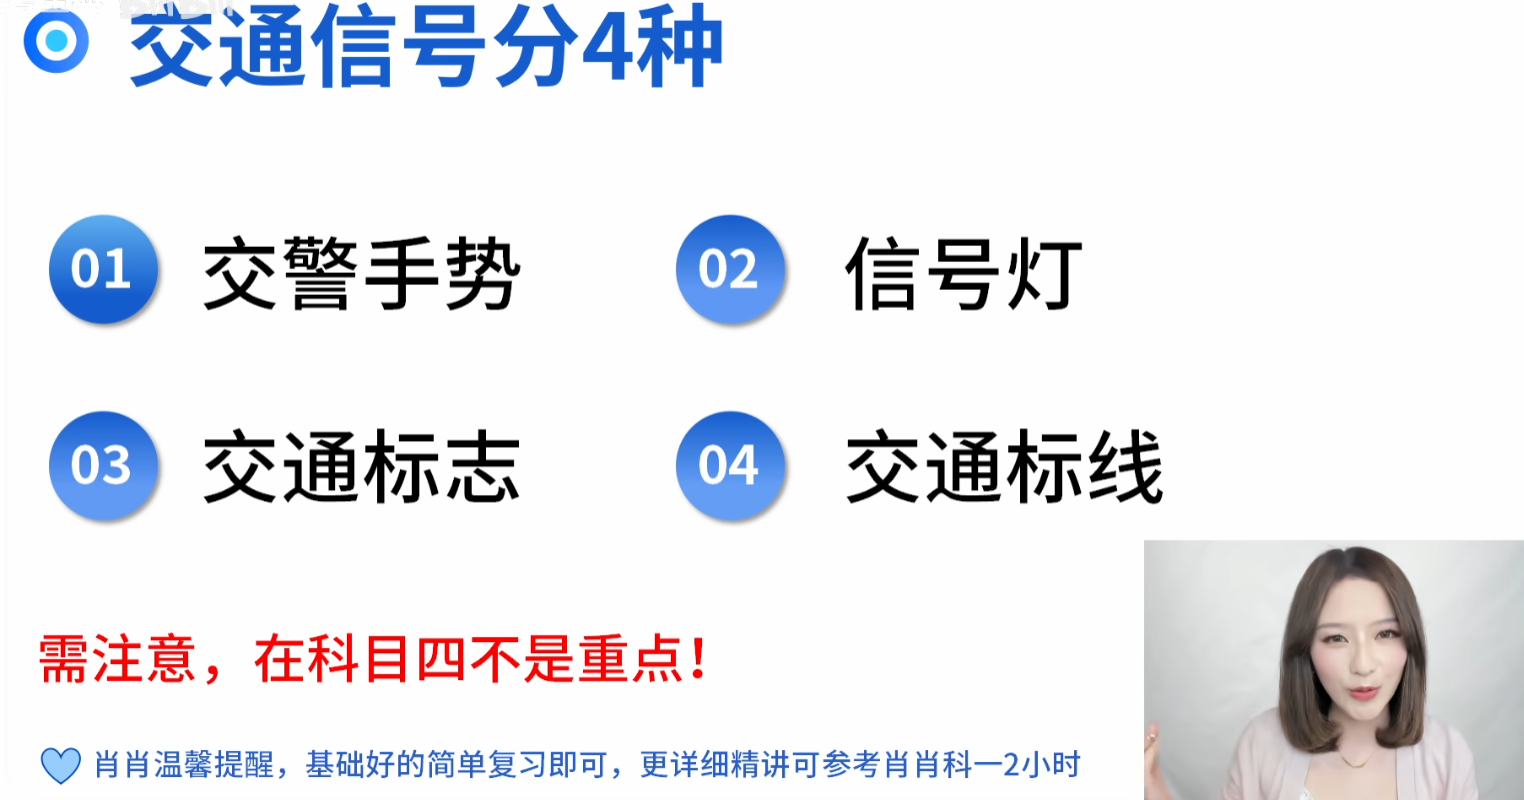 交通信号分4种
01 交警手势
02 信号灯
03 交通标志
04 交通标线
需注意，在科目四不是重点！
肖肖温馨提醒，基础好的简单复习即可，更详细精讲可参考肖肖科一2小时